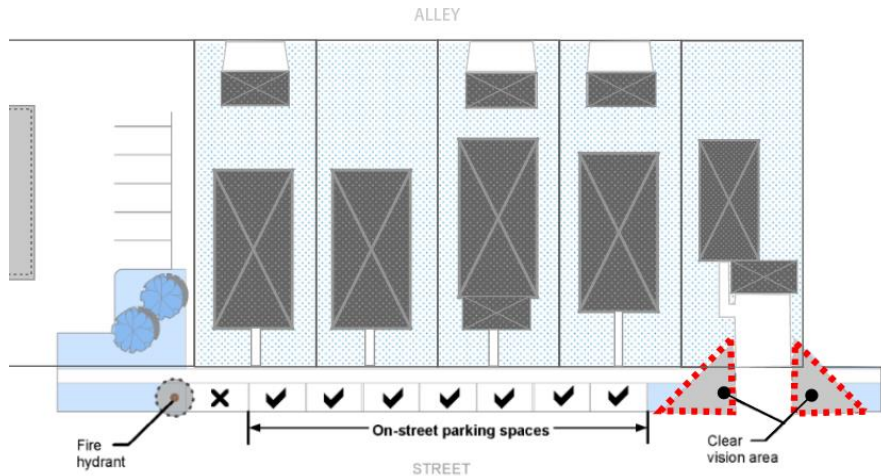 ALLEY
On-street parking spaces
Fire
hydrant
Clear
vision area
STREET